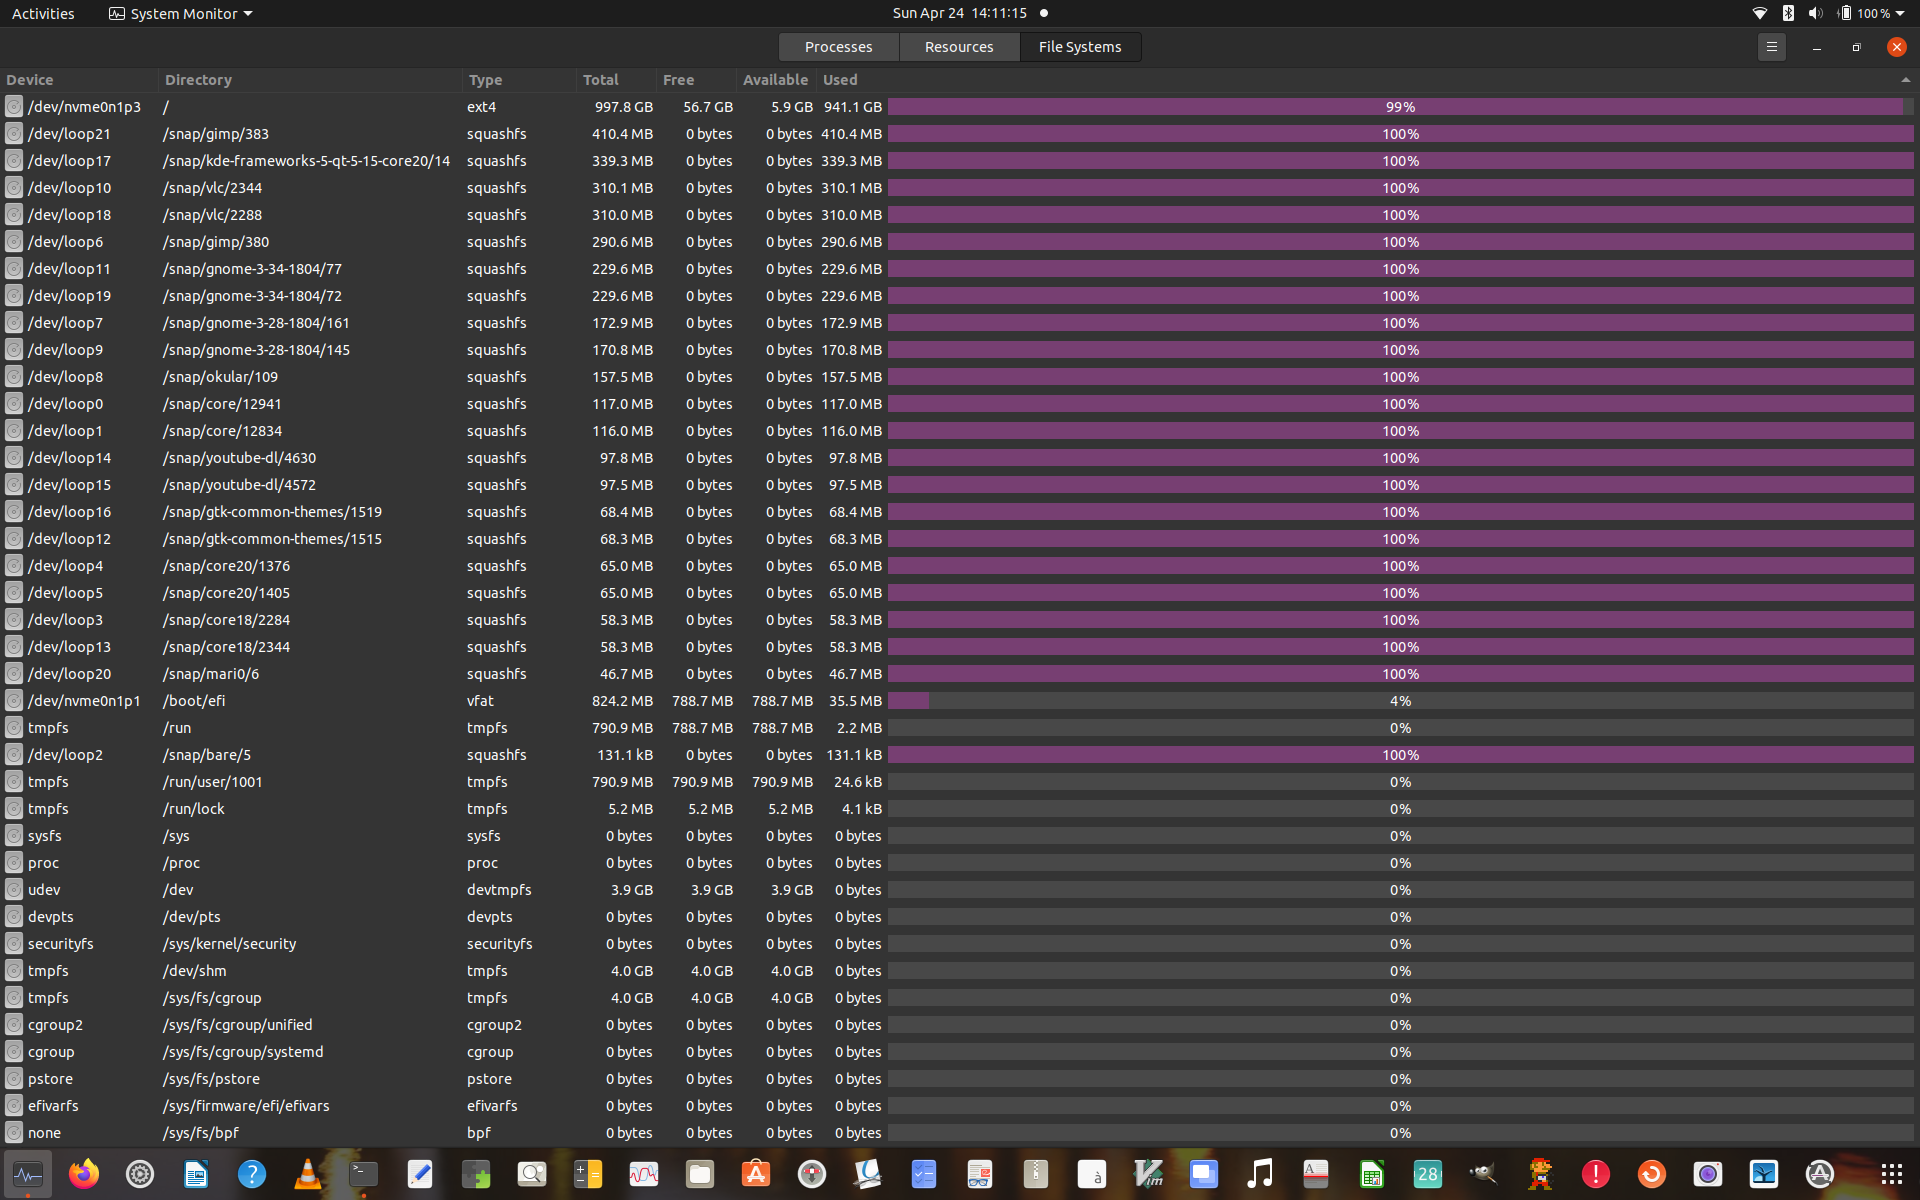 Activities System Monitor Sun Apr 24 14:11:15 100 %
Processes Resources File Systems
Device Directory Type Total Free Available Used
/dev/nvme0n1p3 / ext4 997.8 GB 56.7 GB 5.9 GB 941.1 GB 99%
/dev/loop21 /snap/gimp/383 squashfs 410.4 MB 0 bytes 0 bytes 410.4 MB 100%
/dev/loop17 /snap/kde-frameworks-5-qt-5-15-core20/14 squashfs 339.3 MB 0 bytes 0 bytes 339.3 MB 100%
/dev/loop10 /snap/vlc/2344 squashfs 310.1 MB 0 bytes 0 bytes 310.1 MB 100%
/dev/loop18 /snap/vlc/2288 squashfs 310.0 MB 0 bytes 0 bytes 310.0 MB 100%
/dev/loop6 /snap/gimp/380 squashfs 290.6 MB 0 bytes 0 bytes 290.6 MB 100%
/dev/loop11 /snap/gnome-3-34-1804/77 squashfs 229.6 MB 0 bytes 0 bytes 229.6 MB 100%
/dev/loop19 /snap/gnome-3-34-1804/72 squashfs 229.6 MB 0 bytes 0 bytes 229.6 MB 100%
/dev/loop7 /snap/gnome-3-28-1804/161 squashfs 172.9 MB 0 bytes 0 bytes 172.9 MB 100%
/dev/loop9 /snap/gnome-3-28-1804/145 squashfs 170.8 MB 0 bytes 0 bytes 170.8 MB 100%
/dev/loop8 /snap/okular/109 squashfs 157.5 MB 0 bytes 0 bytes 157.5 MB 100%
/dev/loop0 /snap/core/12941 squashfs 117.0 MB 0 bytes 0 bytes 117.0 MB 100%
/dev/loop1 /snap/core/12834 squashfs 116.0 MB 0 bytes 0 bytes 116.0 MB 100%
/dev/loop14 /snap/youtube-dl/4630 squashfs 97.8 MB 0 bytes 0 bytes 97.8 MB 100%
/dev/loop15 /snap/youtube-dl/4572 squashfs 97.5 MB 0 bytes 0 bytes 97.5 MB 100%
/dev/loop16 /snap/gtk-common-themes/1519 squashfs 68.4 MB 0 bytes 0 bytes 68.4 MB 100%
/dev/loop12 /snap/gtk-common-themes/1515 squashfs 68.3 MB 0 bytes 0 bytes 68.3 MB 100%
/dev/loop4 /snap/core20/1376 squashfs 65.0 MB 0 bytes 0 bytes 65.0 MB 100%
/dev/loop5 /snap/core20/1405 squashfs 65.0 MB 0 bytes 0 bytes 65.0 MB 100%
/dev/loop3 /snap/core18/2284 squashfs 58.3 MB 0 bytes 0 bytes 58.3 MB 100%
/dev/loop13 /snap/core18/2344 squashfs 58.3 MB 0 bytes 0 bytes 58.3 MB 100%
/dev/loop20 /snap/mari0/6 squashfs 46.7 MB 0 bytes 0 bytes 46.7 MB 100%
/dev/nvme0n1p1 /boot/efi vfat 824.2 MB 788.7 MB 788.7 MB 35.5 MB 4%
tmpfs /run tmpfs 790.9 MB 788.7 MB 788.7 MB 2.2 MB 0%
/dev/loop2 /snap/bare/5 squashfs 131.1 kB 0 bytes 0 bytes 131.1 kB 100%
tmpfs /run/user/1001 tmpfs 790.9 MB 790.9 MB 790.9 MB 24.6 kB 0%
tmpfs /run/lock tmpfs 5.2 MB 5.2 MB 5.2 MB 4.1 kB 0%
sysfs /sys sysfs 0 bytes 0 bytes 0 bytes 0 bytes 0%
proc /proc proc 0 bytes 0 bytes 0 bytes 0 bytes 0%
udev /dev devtmpfs 3.9 GB 3.9 GB 3.9 GB 0 bytes 0%
devpts /dev/pts devpts 0 bytes 0 bytes 0 bytes 0 bytes 0%
securityfs /sys/kernel/security securityfs 0 bytes 0 bytes 0 bytes 0 bytes 0%
tmpfs /dev/shm tmpfs 4.0 GB 4.0 GB 4.0 GB 0 bytes 0%
tmpfs /sys/fs/cgroup tmpfs 4.0 GB 4.0 GB 4.0 GB 0 bytes 0%
cgroup2 /sys/fs/cgroup/unified cgroup2 0 bytes 0 bytes 0 bytes 0 bytes 0%
cgroup /sys/fs/cgroup/systemd cgroup 0 bytes 0 bytes 0 bytes 0 bytes 0%
pstore /sys/fs/pstore pstore 0 bytes 0 bytes 0 bytes 0 bytes 0%
efivarfs /sys/firmware/efi/efivars efivarfs 0 bytes 0 bytes 0 bytes 0 bytes 0%
none /sys/fs/bpf bpf 0 bytes 0 bytes 0 bytes 0 bytes 0%
? >_ à Vim A 28 !